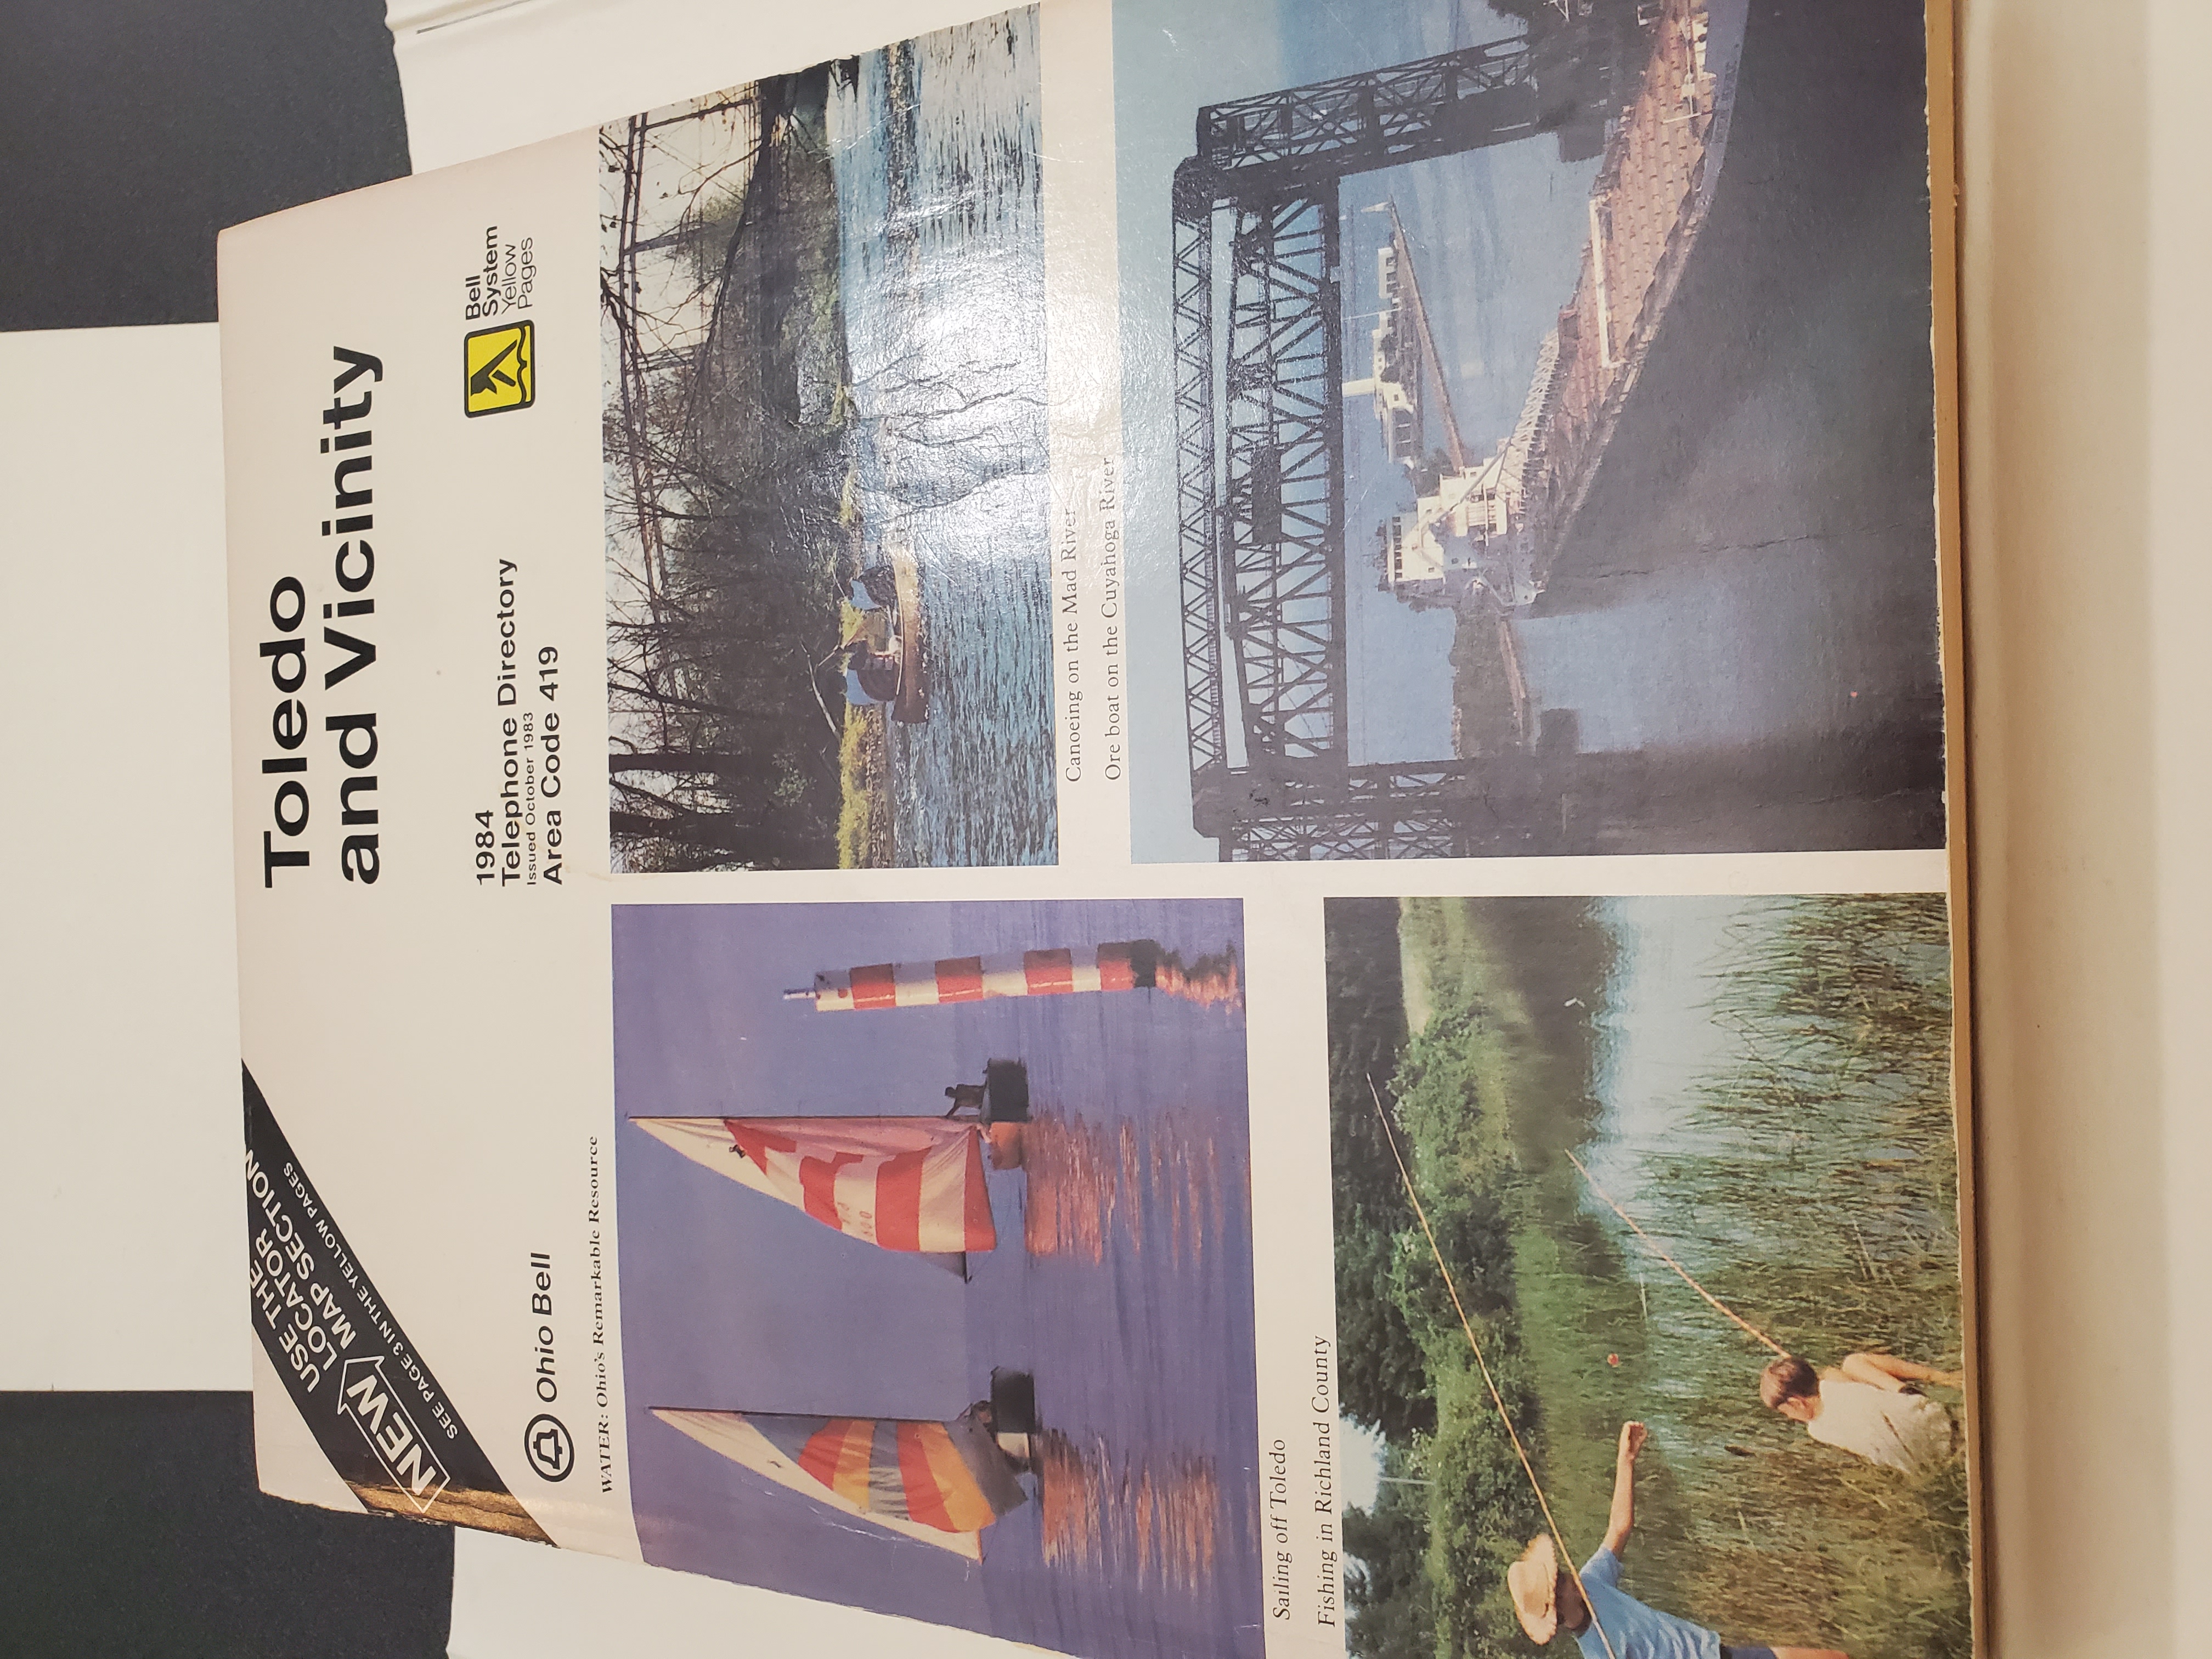 NEW
USE THE
LOCATOR
MAP SECTION
SEE PAGE 3 IN THE YELLOW PAGES
Toledo
and Vicinity
Ohio Bell
1984
Telephone Directory
Issued October 1983
Area Code 419
Bell
System
Yellow
Pages
WATER: Ohio's Remarkable Resource
Sailing off Toledo
Fishing in Richland County
Canoeing on the Mad River
Ore boat on the Cuyahoga River